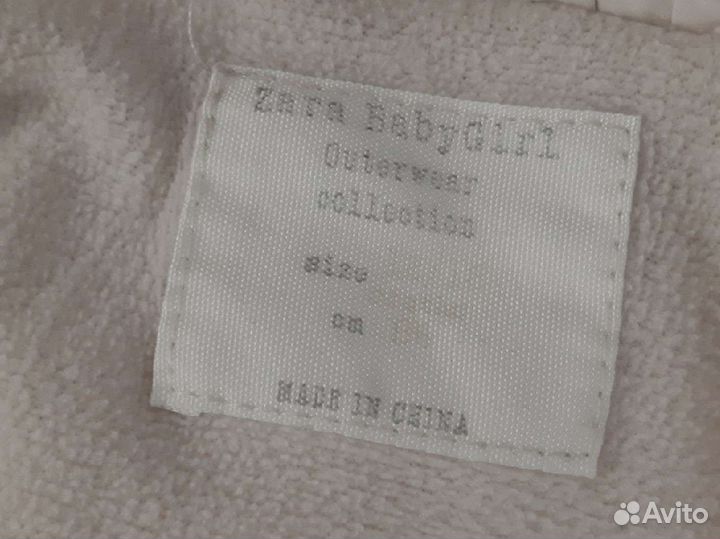 Zara BabyGirl
Outerwear
collection
size
cm
MADE IN CHINA
Avito